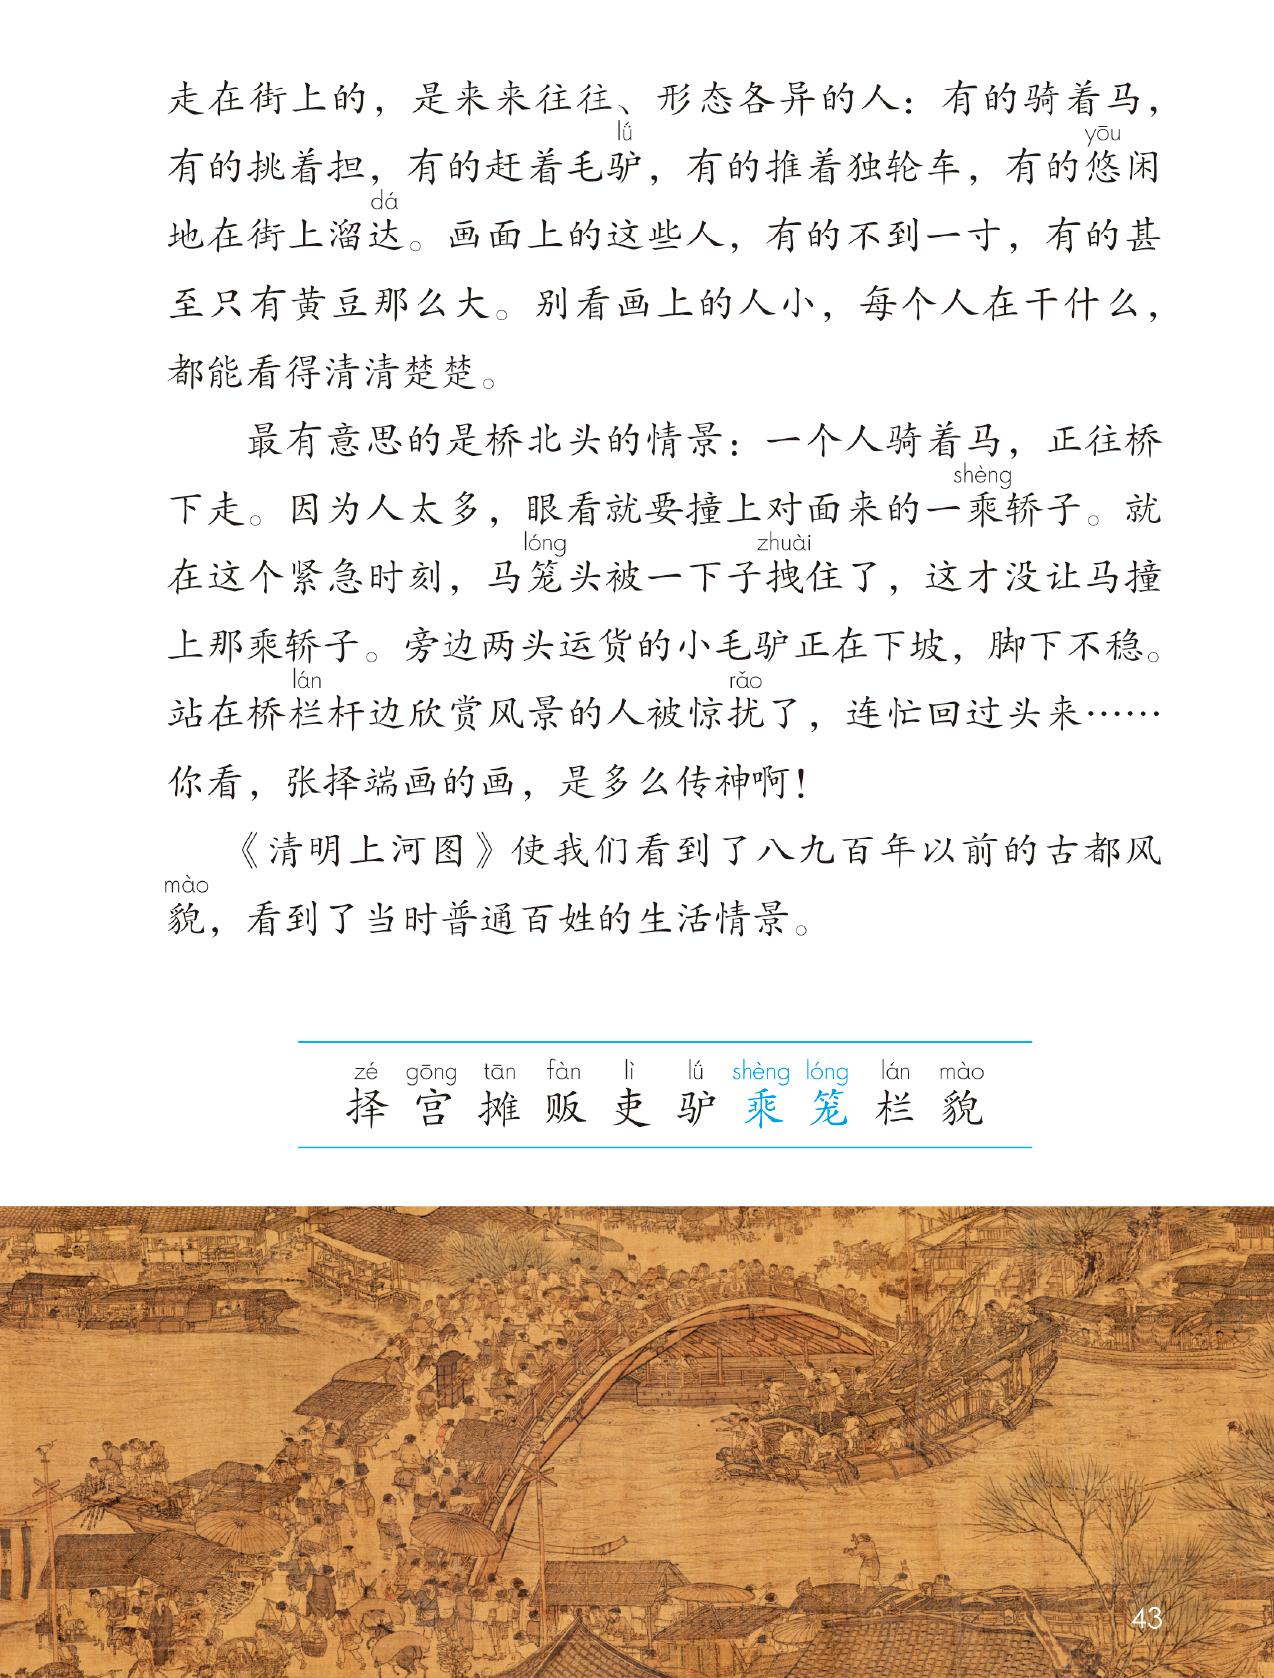 走在街上的，是来来往往、形态各异的人：有的骑着马，
lǘ yōu
有的挑着担，有的赶着毛驴，有的推着独轮车，有的悠闲
dá
地在街上溜达。画面上的这些人，有的不到一寸，有的甚
至只有黄豆那么大。别看画上的人小，每个人在干什么，
都能看得清清楚楚。
最有意思的是桥北头的情景：一个人骑着马，正往桥
shèng
下走。因为人太多，眼看就要撞上对面来的一乘轿子。就
lóng zhuài
在这个紧急时刻，马笼头被一下子拽住了，这才没让马撞
上那乘轿子。旁边两头运货的小毛驴正在下坡，脚下不稳。
lán rǎo
站在桥栏杆边欣赏风景的人被惊扰了，连忙回过头来……
你看，张择端画的画，是多么传神啊！
《清明上河图》使我们看到了八九百年以前的古都风
mào
貌，看到了当时普通百姓的生活情景。
zé gōng tān fàn lì lǘ shèng lóng lán mào
择 宫 摊 贩 吏 驴 乘 笼 栏 貌
43